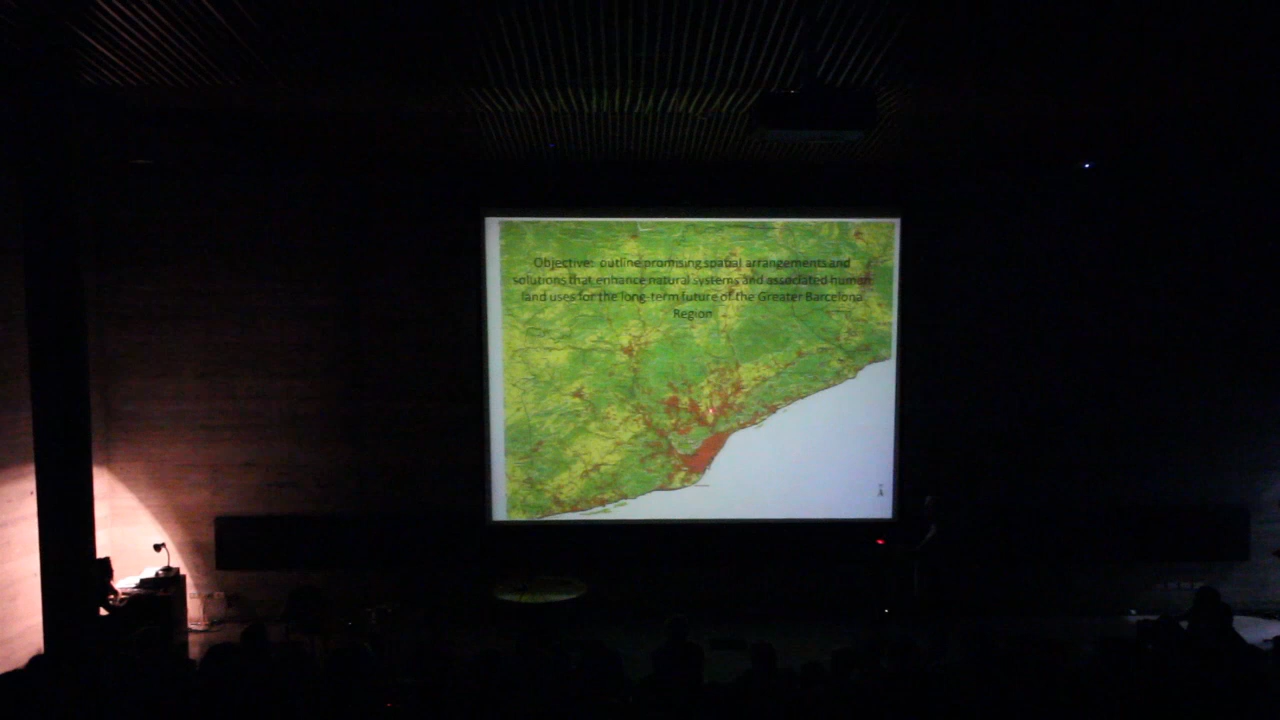 Objective: outline promising spatial arrangements and
solutions that enhance natural systems and associated human
land uses for the long-term future of the Greater Barcelona
Region